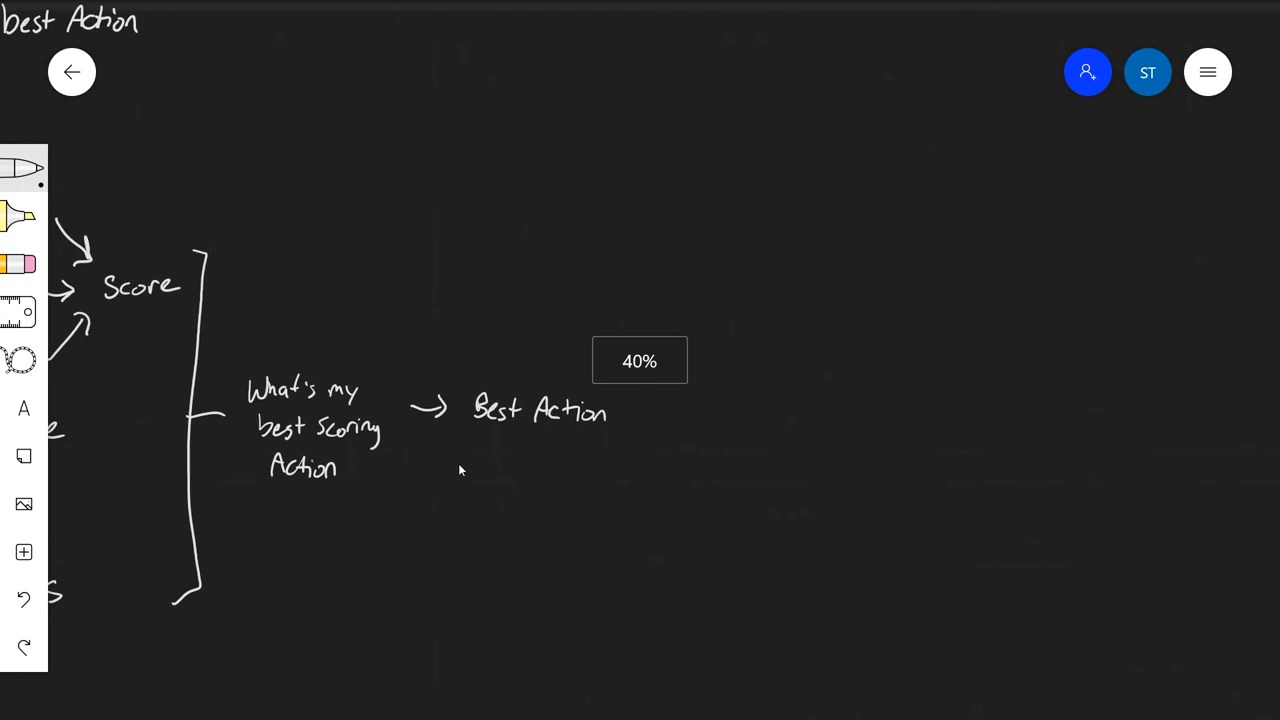 best Action
ST
Score
40%
What's my
best scoring
Action
→ Best Action
A